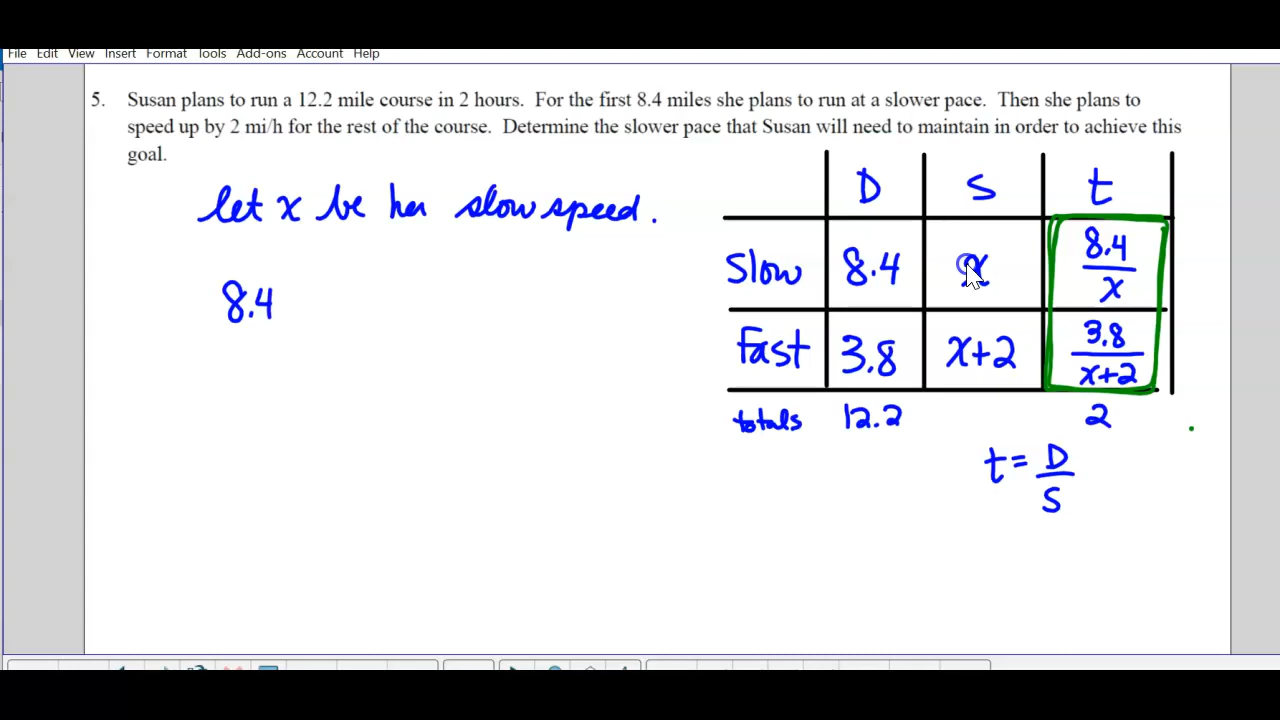 File Edit View Insert Format Tools Add-ons Account Help
5. Susan plans to run a 12.2 mile course in 2 hours. For the first 8.4 miles she plans to run at a slower pace. Then she plans to
speed up by 2 mi/h for the rest of the course. Determine the slower pace that Susan will need to maintain in order to achieve this
goal.
let x be her slow speed.
8.4
D S t
Slow 8.4 x 8.4/x
Fast 3.8 x+2 3.8/x+2
totals 12.2 2
t = D/S